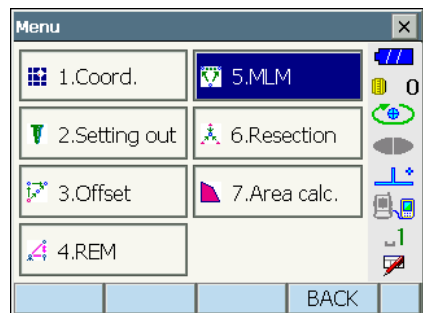 Menu
1.Coord.
5.MLM
2.Setting out
6.Resection
3.Offset
7.Area calc.
4.REM
0
1
BACK